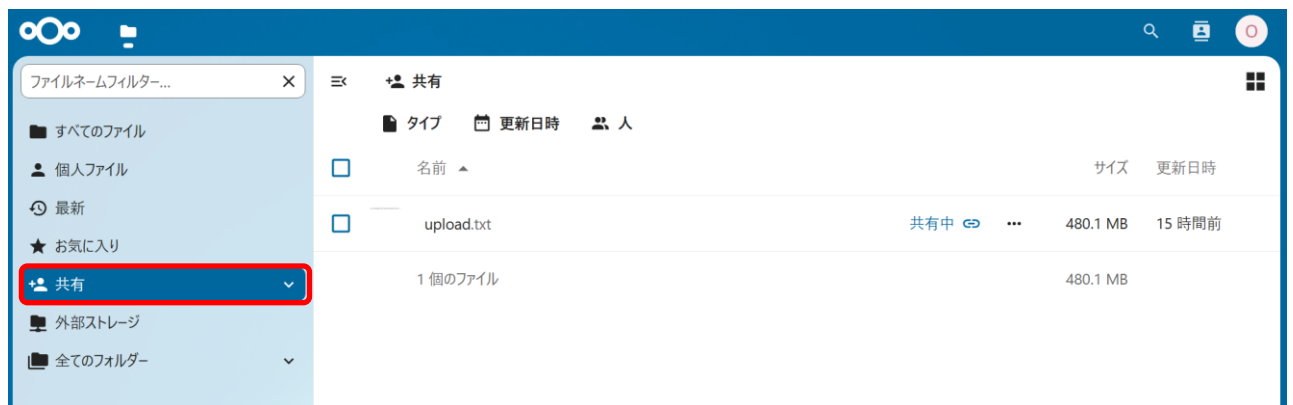 O
ファイルネームフィルター...
すべてのファイル
個人ファイル
最新
お気に入り
共有
外部ストレージ
全てのフォルダー
共有
タイプ 更新日時 人
名前 サイズ 更新日時
upload.txt 共有中 480.1 MB 15 時間前
1 個のファイル 480.1 MB